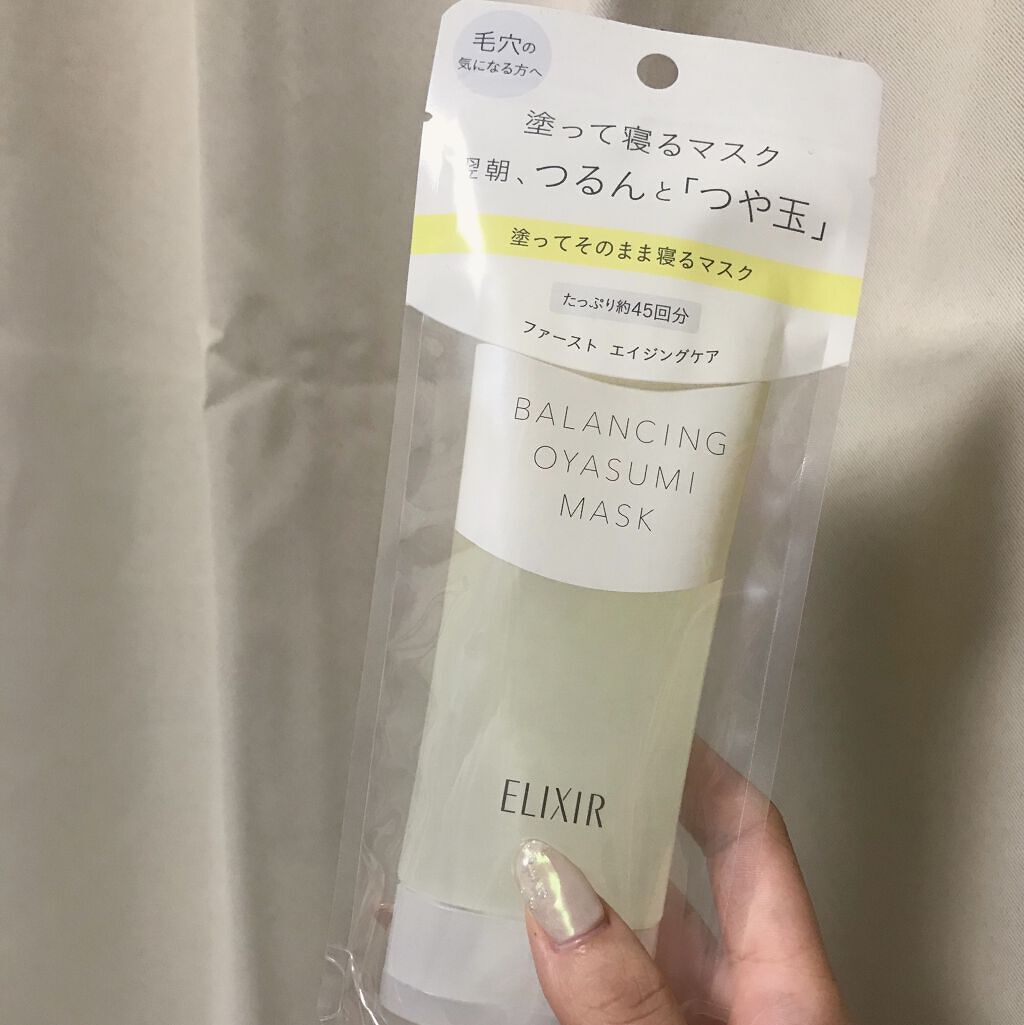 毛穴の
気になる方へ
塗って寝るマスク
翌朝、つるんと「つや玉」
塗ってそのまま寝るマスク
たっぷり約45回分
ファースト エイジングケア
BALANCING
OYASUMI
MASK
ELIXIR